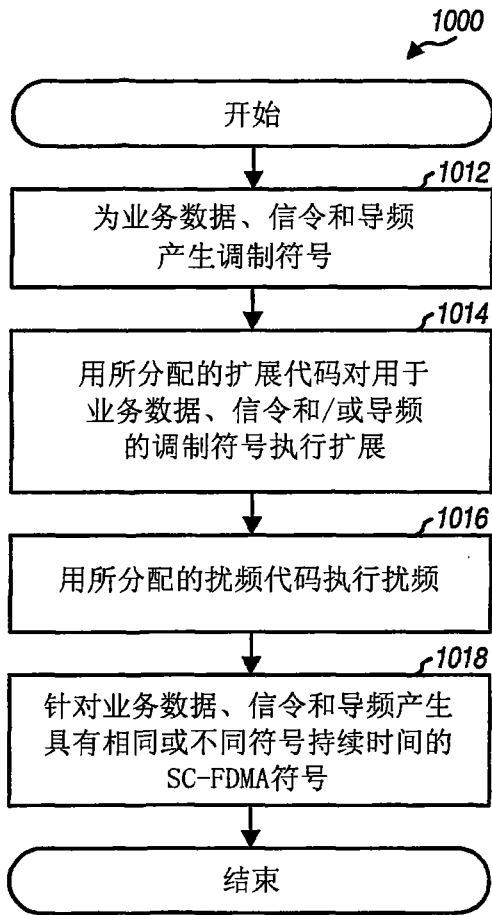 1000
开始
1012
为业务数据、信令和导频
产生调制符号
1014
用所分配的扩展代码对用于
业务数据、信令和/或导频
的调制符号执行扩展
1016
用所分配的扰频代码执行扰频
1018
针对业务数据、信令和导频产生
具有相同或不同符号持续时间的
SC-FDMA符号
结束